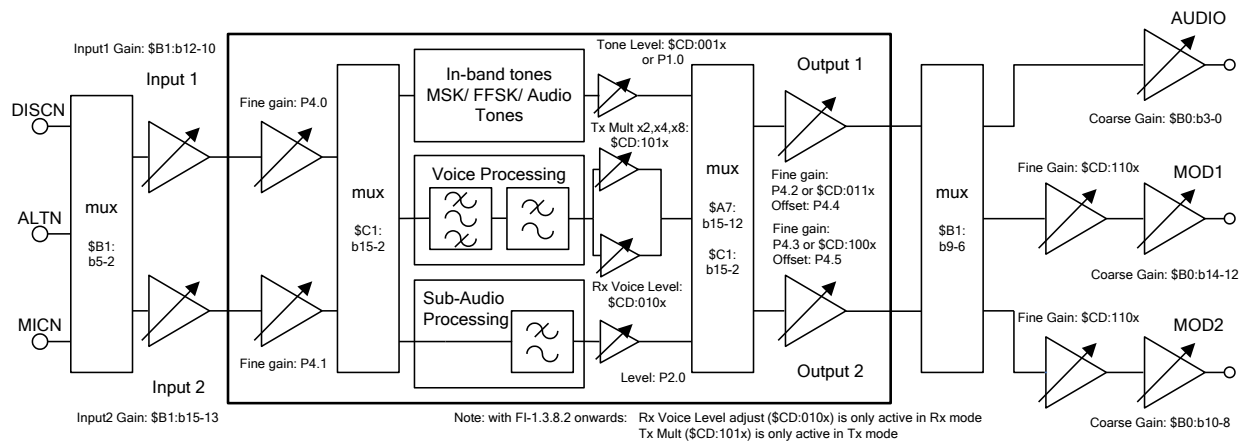 AUDIO
Input1 Gain: $B1:b12-10
Input 1
DISCN
ALTN
MICN
mux
$B1:
b5-2
Input 2
Input2 Gain: $B1:b15-13
Fine gain: P4.0
Fine gain: P4.1
mux
$C1:
b15-2
In-band tones
MSK/ FFSK/ Audio
Tones
Tone Level: $CD:001x
or P1.0
Voice Processing
Tx Mult x2,x4,x8:
$CD:101x
Rx Voice Level:
$CD:010x
Sub-Audio
Processing
Level: P2.0
mux
$A7:
b15-12
$C1:
b15-2
Output 1
Fine gain:
P4.2 or $CD:011x
Offset: P4.4
Fine gain:
P4.3 or $CD:100x
Offset: P4.5
Output 2
mux
$B1:
b9-6
Coarse Gain: $B0:b3-0
Fine Gain: $CD:110x
MOD1
Coarse Gain: $B0:b14-12
Fine Gain: $CD:110x
MOD2
Coarse Gain: $B0:b10-8
Note: with FI-1.3.8.2 onwards: Rx Voice Level adjust ($CD:010x) is only active in Rx mode
Tx Mult ($CD:101x) is only active in Tx mode